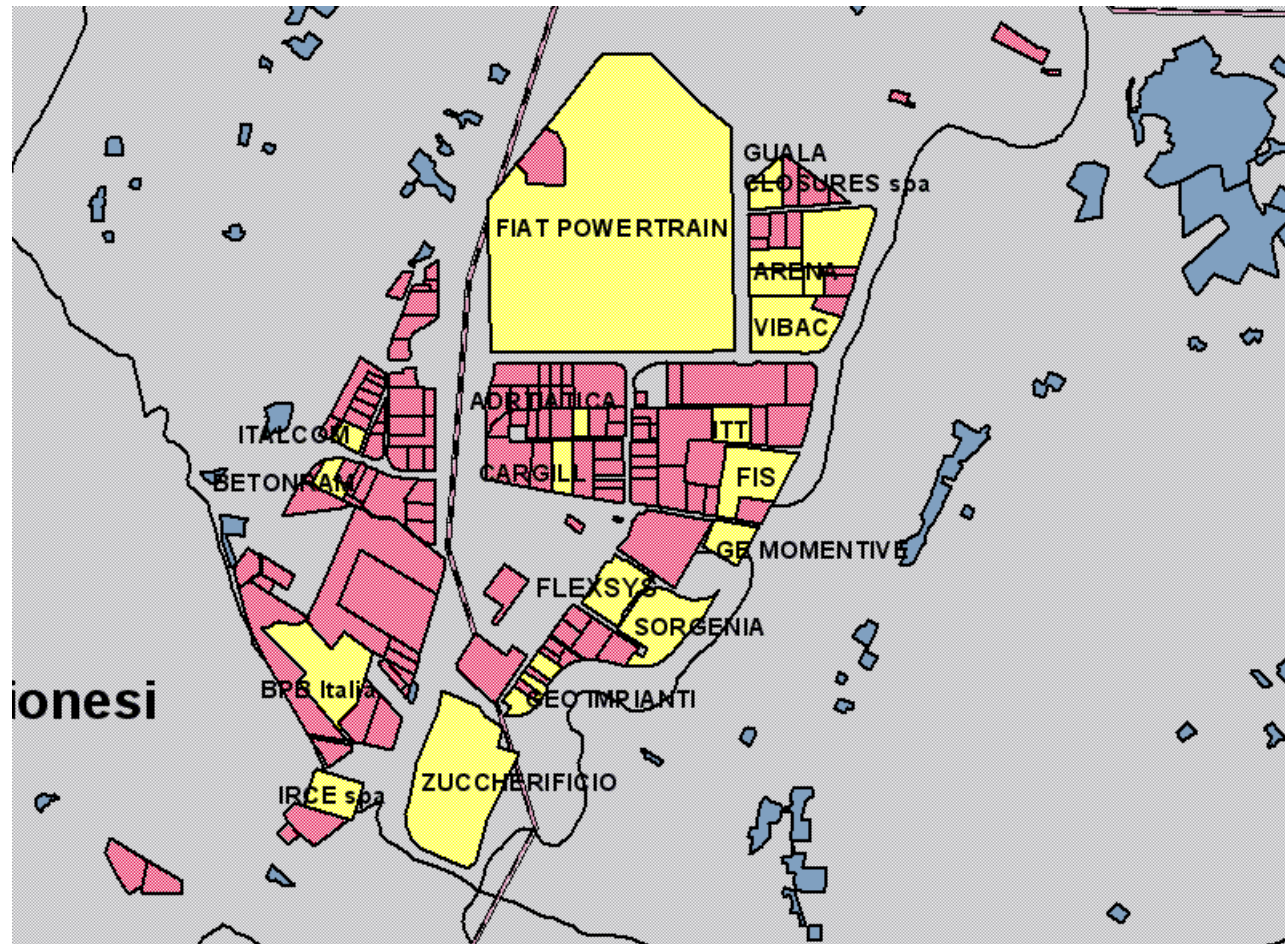 GUALA
CLOSURES spa
FIAT POWERTRAIN
ARENA
VIBAC
ADRIATICA
ITALCOM
ITT
BETONRAM
CARGILL
FIS
GE MOMENTIVE
FLEXSYS
SORGENIA
BPB Italia
GEO IMPIANTI
ionesi
ZUCCHERIFICIO
IRCE spa